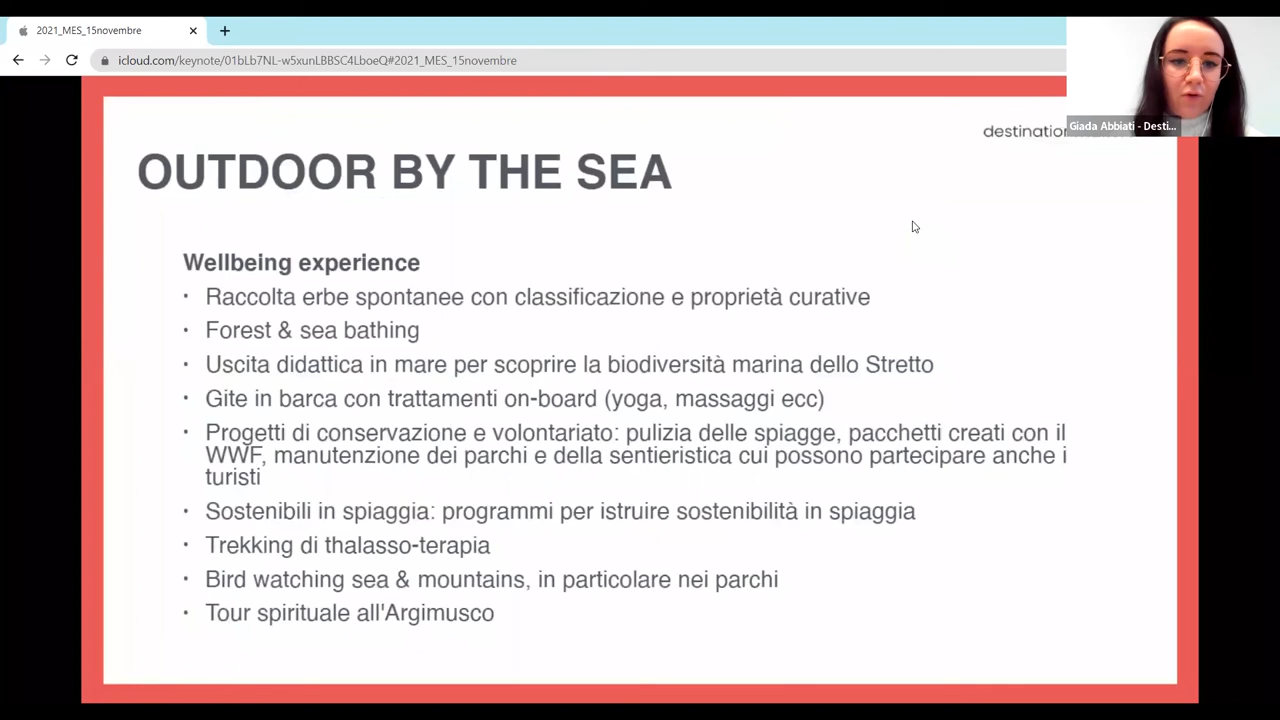 2021_MES_15novembre
icloud.com/keynote/01bLb7NL-w5xunLBBSC4LboeQ#2021_MES_15novembre
Giada Abbiati - Desti...
destination
OUTDOOR BY THE SEA
Wellbeing experience
• Raccolta erbe spontanee con classificazione e proprietà curative
• Forest & sea bathing
• Uscita didattica in mare per scoprire la biodiversità marina dello Stretto
• Gite in barca con trattamenti on-board (yoga, massaggi ecc)
• Progetti di conservazione e volontariato: pulizia delle spiagge, pacchetti creati con il
WWF, manutenzione dei parchi e della sentieristica cui possono partecipare anche i
turisti
• Sostenibili in spiaggia: programmi per istruire sostenibilità in spiaggia
• Trekking di thalasso-terapia
• Bird watching sea & mountains, in particolare nei parchi
• Tour spirituale all'Argimusco